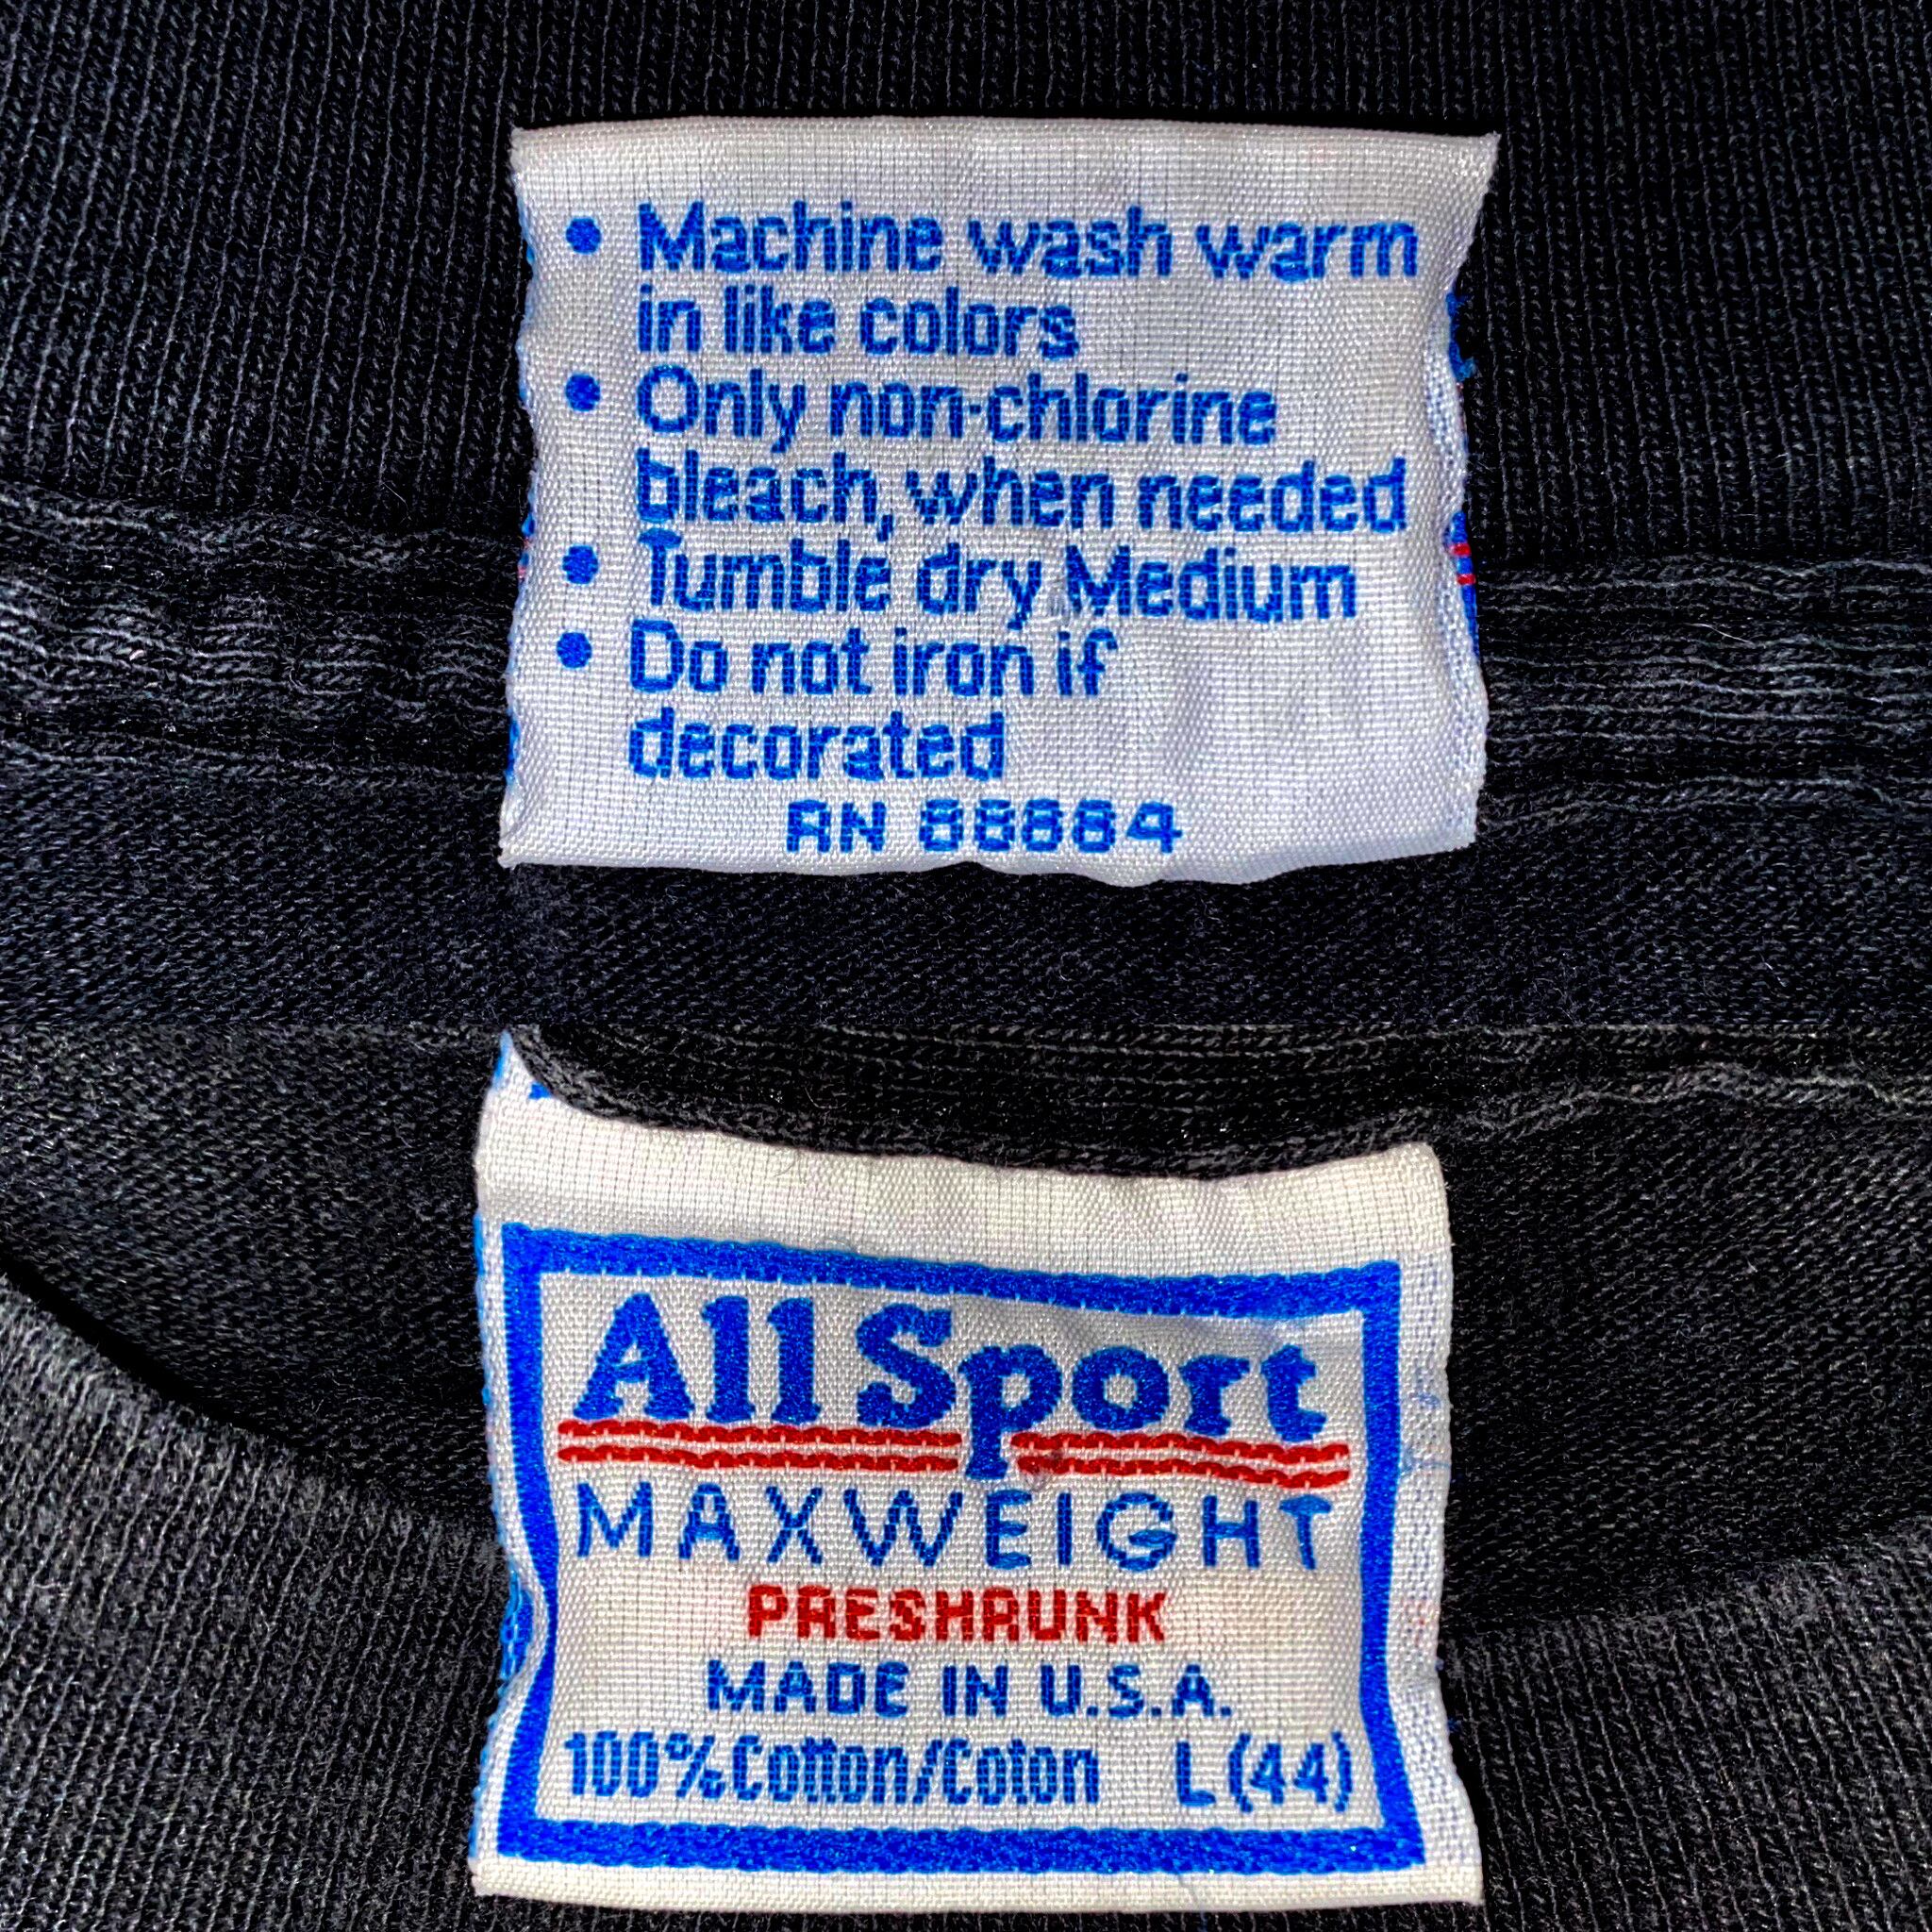 • Machine wash warm
in like colors
• Only non-chlorine
bleach, when needed
• Tumble dry Medium
• Do not iron if
decorated
RN 88884
All Sport
MAXWEIGHT
PRESHRUNK
MADE IN U.S.A.
100% Cotton/Coton L (44)